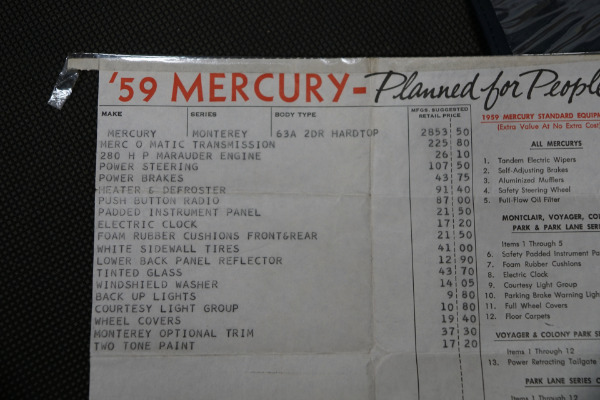 '59 MERCURY- Planned for People
MAKE SERIES BODY TYPE MFGS SUGGESTED RETAIL PRICE
MERCURY MONTEREY 63A 2DR HARDTOP 2853 50
MERC O MATIC TRANSMISSION 225 80
280 H P MARAUDER ENGINE 26 10
POWER STEERING 107 50
POWER BRAKES 43 75
HEATER & DEFROSTER 91 40
PUSH BUTTON RADIO 87 00
PADDED INSTRUMENT PANEL 21 50
ELECTRIC CLOCK 17 20
FOAM RUBBER CUSHIONS FRONT&REAR 21 50
WHITE SIDEWALL TIRES 41 00
LOWER BACK PANEL REFLECTOR 12 90
TINTED GLASS 43 70
WINDSHIELD WASHER 14 05
BACK UP LIGHTS 9 80
COURTESY LIGHT GROUP 10 80
WHEEL COVERS 19 40
MONTEREY OPTIONAL TRIM 37 30
TWO TONE PAINT 17 20
1959 MERCURY STANDARD EQUIP
(Extra Value At No Extra Cost)
ALL MERCURYS
1. Tandem Electric Wipers
2. Self-Adjusting Brakes
3. Aluminized Mufflers
4. Safety Steering Wheel
5. Full-Flow Oil Filter
MONTCLAIR, VOYAGER, COL
PARK & PARK LANE SER
Items 1 Through 5
6. Safety Padded Instrument Pa
7. Foam Rubber Cushions
8. Electric Clock
9. Courtesy Light Group
10. Parking Brake Warning Ligh
11. Full Wheel Covers
12. Floor Carpets
VOYAGER & COLONY PARK S
Items 1 Through 12
13. Power Retracting Tailgate
PARK LANE SERIES O
Items 1 Through 12